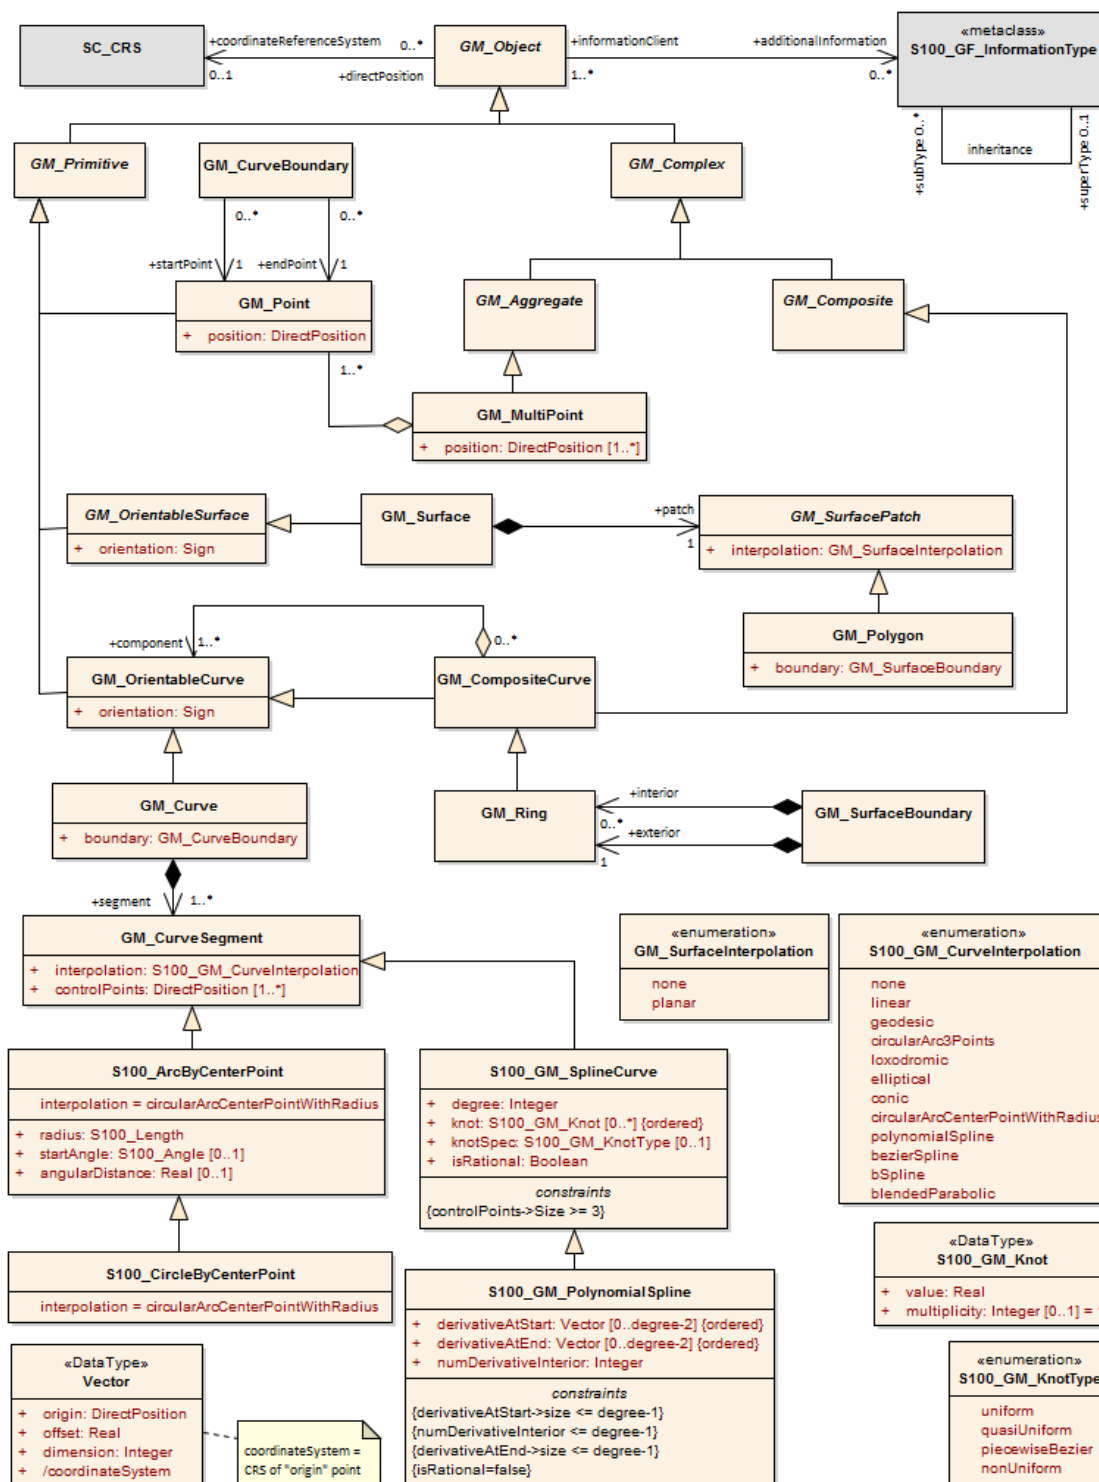 SC_CRS
+coordinateReferenceSystem
0..*
0..1
+directPosition
GM_Object
+informationClient
1..*
+additionalInformation
0..*
«metaclass»
S100_GF_InformationType
+subType 0..*
inheritance
+superType 0..1
GM_Primitive
GM_CurveBoundary
GM_Complex
0..*
0..*
+startPoint
1
+endPoint
1
GM_Point
+ position: DirectPosition
1..*
GM_Aggregate
GM_Composite
GM_MultiPoint
+ position: DirectPosition [1..*]
GM_OrientableSurface
+ orientation: Sign
GM_Surface
+patch
1
GM_SurfacePatch
+ interpolation: GM_SurfaceInterpolation
GM_Polygon
+ boundary: GM_SurfaceBoundary
+component
1..*
0..*
GM_OrientableCurve
+ orientation: Sign
GM_CompositeCurve
GM_Curve
+ boundary: GM_CurveBoundary
GM_Ring
+interior
0..*
+exterior
1
GM_SurfaceBoundary
+segment
1..*
GM_CurveSegment
+ interpolation: S100_GM_CurveInterpolation
+ controlPoints: DirectPosition [1..*]
«enumeration»
GM_SurfaceInterpolation
none
planar
«enumeration»
S100_GM_CurveInterpolation
none
linear
geodesic
circularArc3Points
loxodromic
elliptical
conic
circularArcCenterPointWithRadius
polynomialSpline
bezierSpline
bSpline
blendedParabolic
S100_ArcByCenterPoint
interpolation = circularArcCenterPointWithRadius
+ radius: S100_Length
+ startAngle: S100_Angle [0..1]
+ angularDistance: Real [0..1]
S100_GM_SplineCurve
+ degree: Integer
+ knot: S100_GM_Knot [0..*] {ordered}
+ knotSpec: S100_GM_KnotType [0..1]
+ isRational: Boolean
constraints
{controlPoints->Size >= 3}
S100_CircleByCenterPoint
interpolation = circularArcCenterPointWithRadius
S100_GM_PolynomialSpline
+ derivativeAtStart: Vector [0..degree-2] {ordered}
+ derivativeAtEnd: Vector [0..degree-2] {ordered}
+ numDerivativeInterior: Integer
constraints
{derivativeAtStart->size <= degree-1}
{numDerivativeInterior <= degree-1}
{derivativeAtEnd->size <= degree-1}
{isRational=false}
«DataType»
S100_GM_Knot
+ value: Real
+ multiplicity: Integer [0..1] =
«enumeration»
S100_GM_KnotType
uniform
quasiUniform
piecewiseBezier
nonUniform
«DataType»
Vector
+ origin: DirectPosition
+ offset: Real
+ dimension: Integer
+ /coordinateSystem
coordinateSystem =
CRS of "origin" point